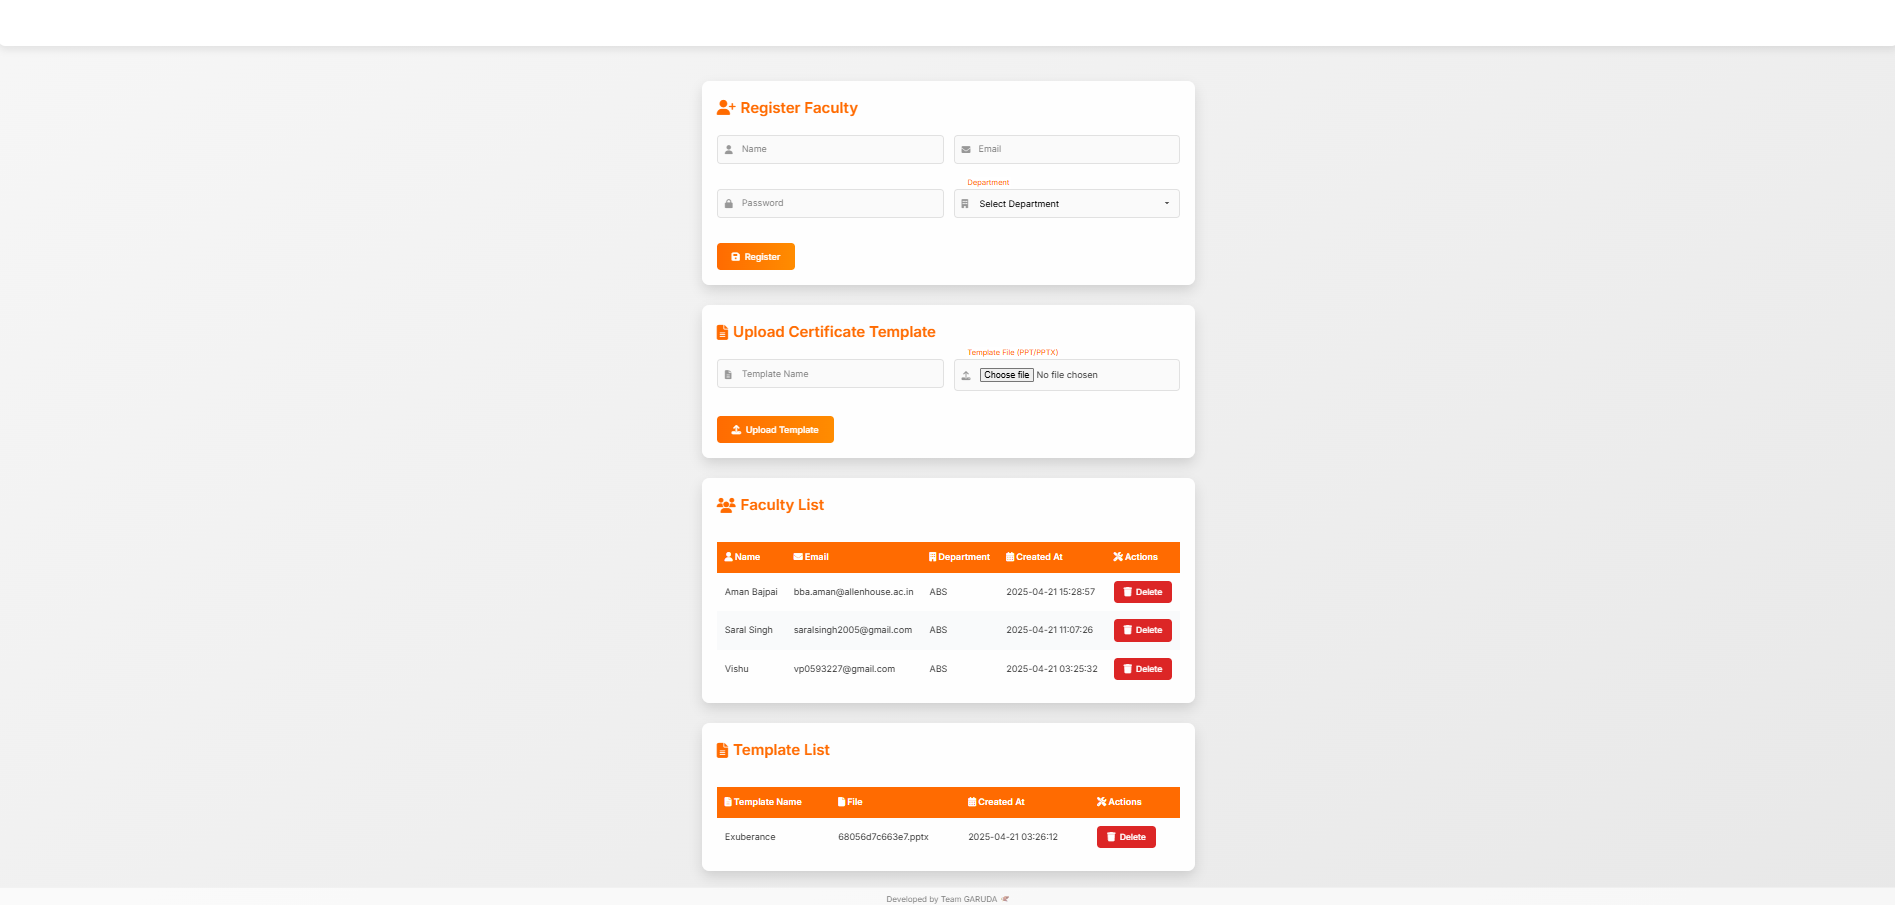 Register Faculty
Name
Email
Department
Password
Select Department
Register
Upload Certificate Template
Template File (PPT/PPTX)
Template Name
Choose file No file chosen
Upload Template
Faculty List
Name Email Department Created At Actions
Aman Bajpai bba.aman@allenhouse.ac.in ABS 2025-04-21 15:28:57 Delete
Saral Singh saralsingh2005@gmail.com ABS 2025-04-21 11:07:26 Delete
Vishu vp0593227@gmail.com ABS 2025-04-21 03:25:32 Delete
Template List
Template Name File Created At Actions
Exuberance 68056d7c663e7.pptx 2025-04-21 03:26:12 Delete
Developed by Team GARUDA